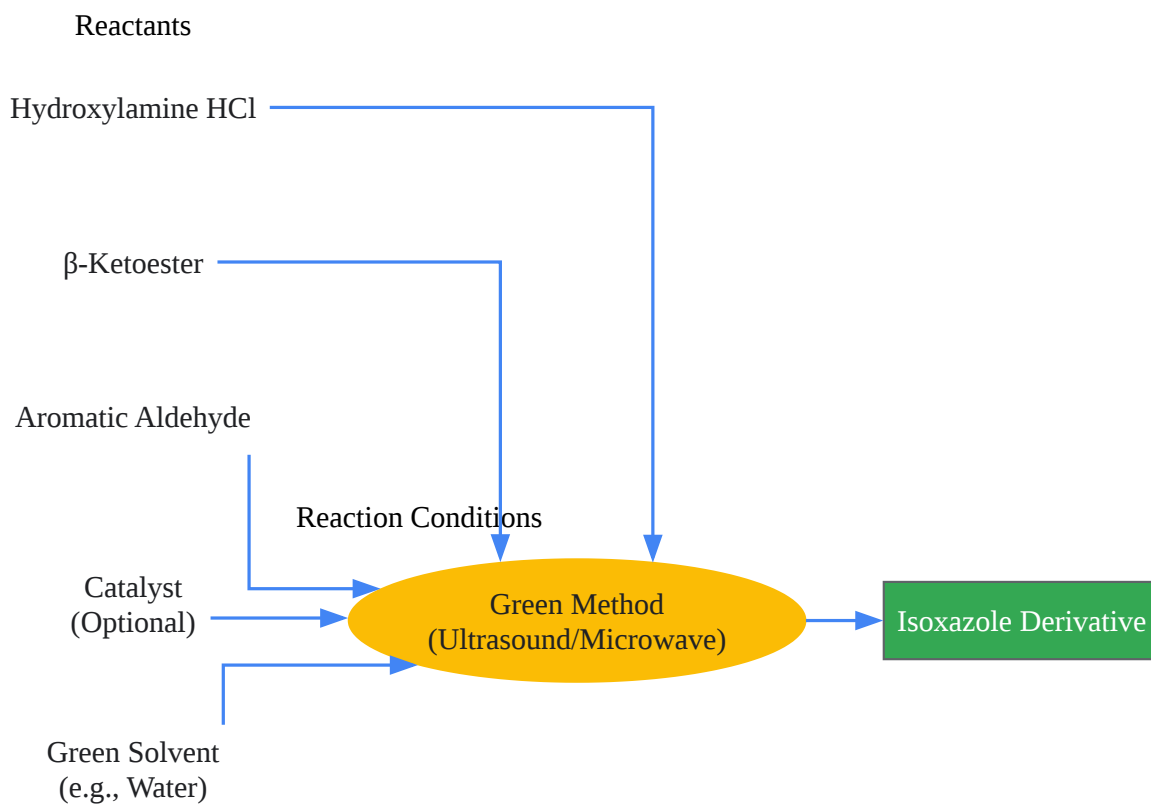 Reactants
Hydroxylamine HCl
β-Ketoester
Aromatic Aldehyde
Reaction Conditions
Catalyst
(Optional)
Green Method
(Ultrasound/Microwave)
Isoxazole Derivative
Green Solvent
(e.g., Water)